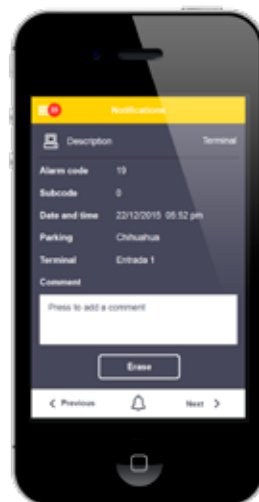 Notifications
Description Terminal
Alarm code 19
Subcode 0
Date and time 22/12/2015 05:52 pm
Parking Chihuahua
Terminal Entrada 1
Comment
Press to add a comment
Erase
Previous Next